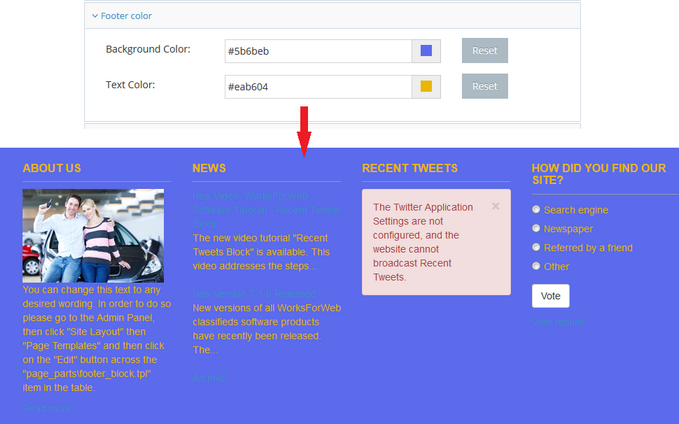 Footer color
Background Color:
#5b6beb
Reset
Text Color:
#eab604
Reset
ABOUT US
You can change this text to any
desired wording. In order to do so
please go to the Admin Panel,
then click "Site Layout" then
"Page Templates" and then click
on the "Edit" button across the
"page_parts\footer_block.tpl"
item in the table.
Read more
NEWS
The new video tutorial "Recent
Tweets Block" is available. This
video addresses the steps...
New versions of all WorksForWeb
classifieds software products
have recently been released.
The...
RECENT TWEETS
The Twitter Application
Settings are not
configured, and the
website cannot
broadcast Recent
Tweets.
×
HOW DID YOU FIND OUR
SITE?
Search engine
Newspaper
Referred by a friend
Other
Vote
View results